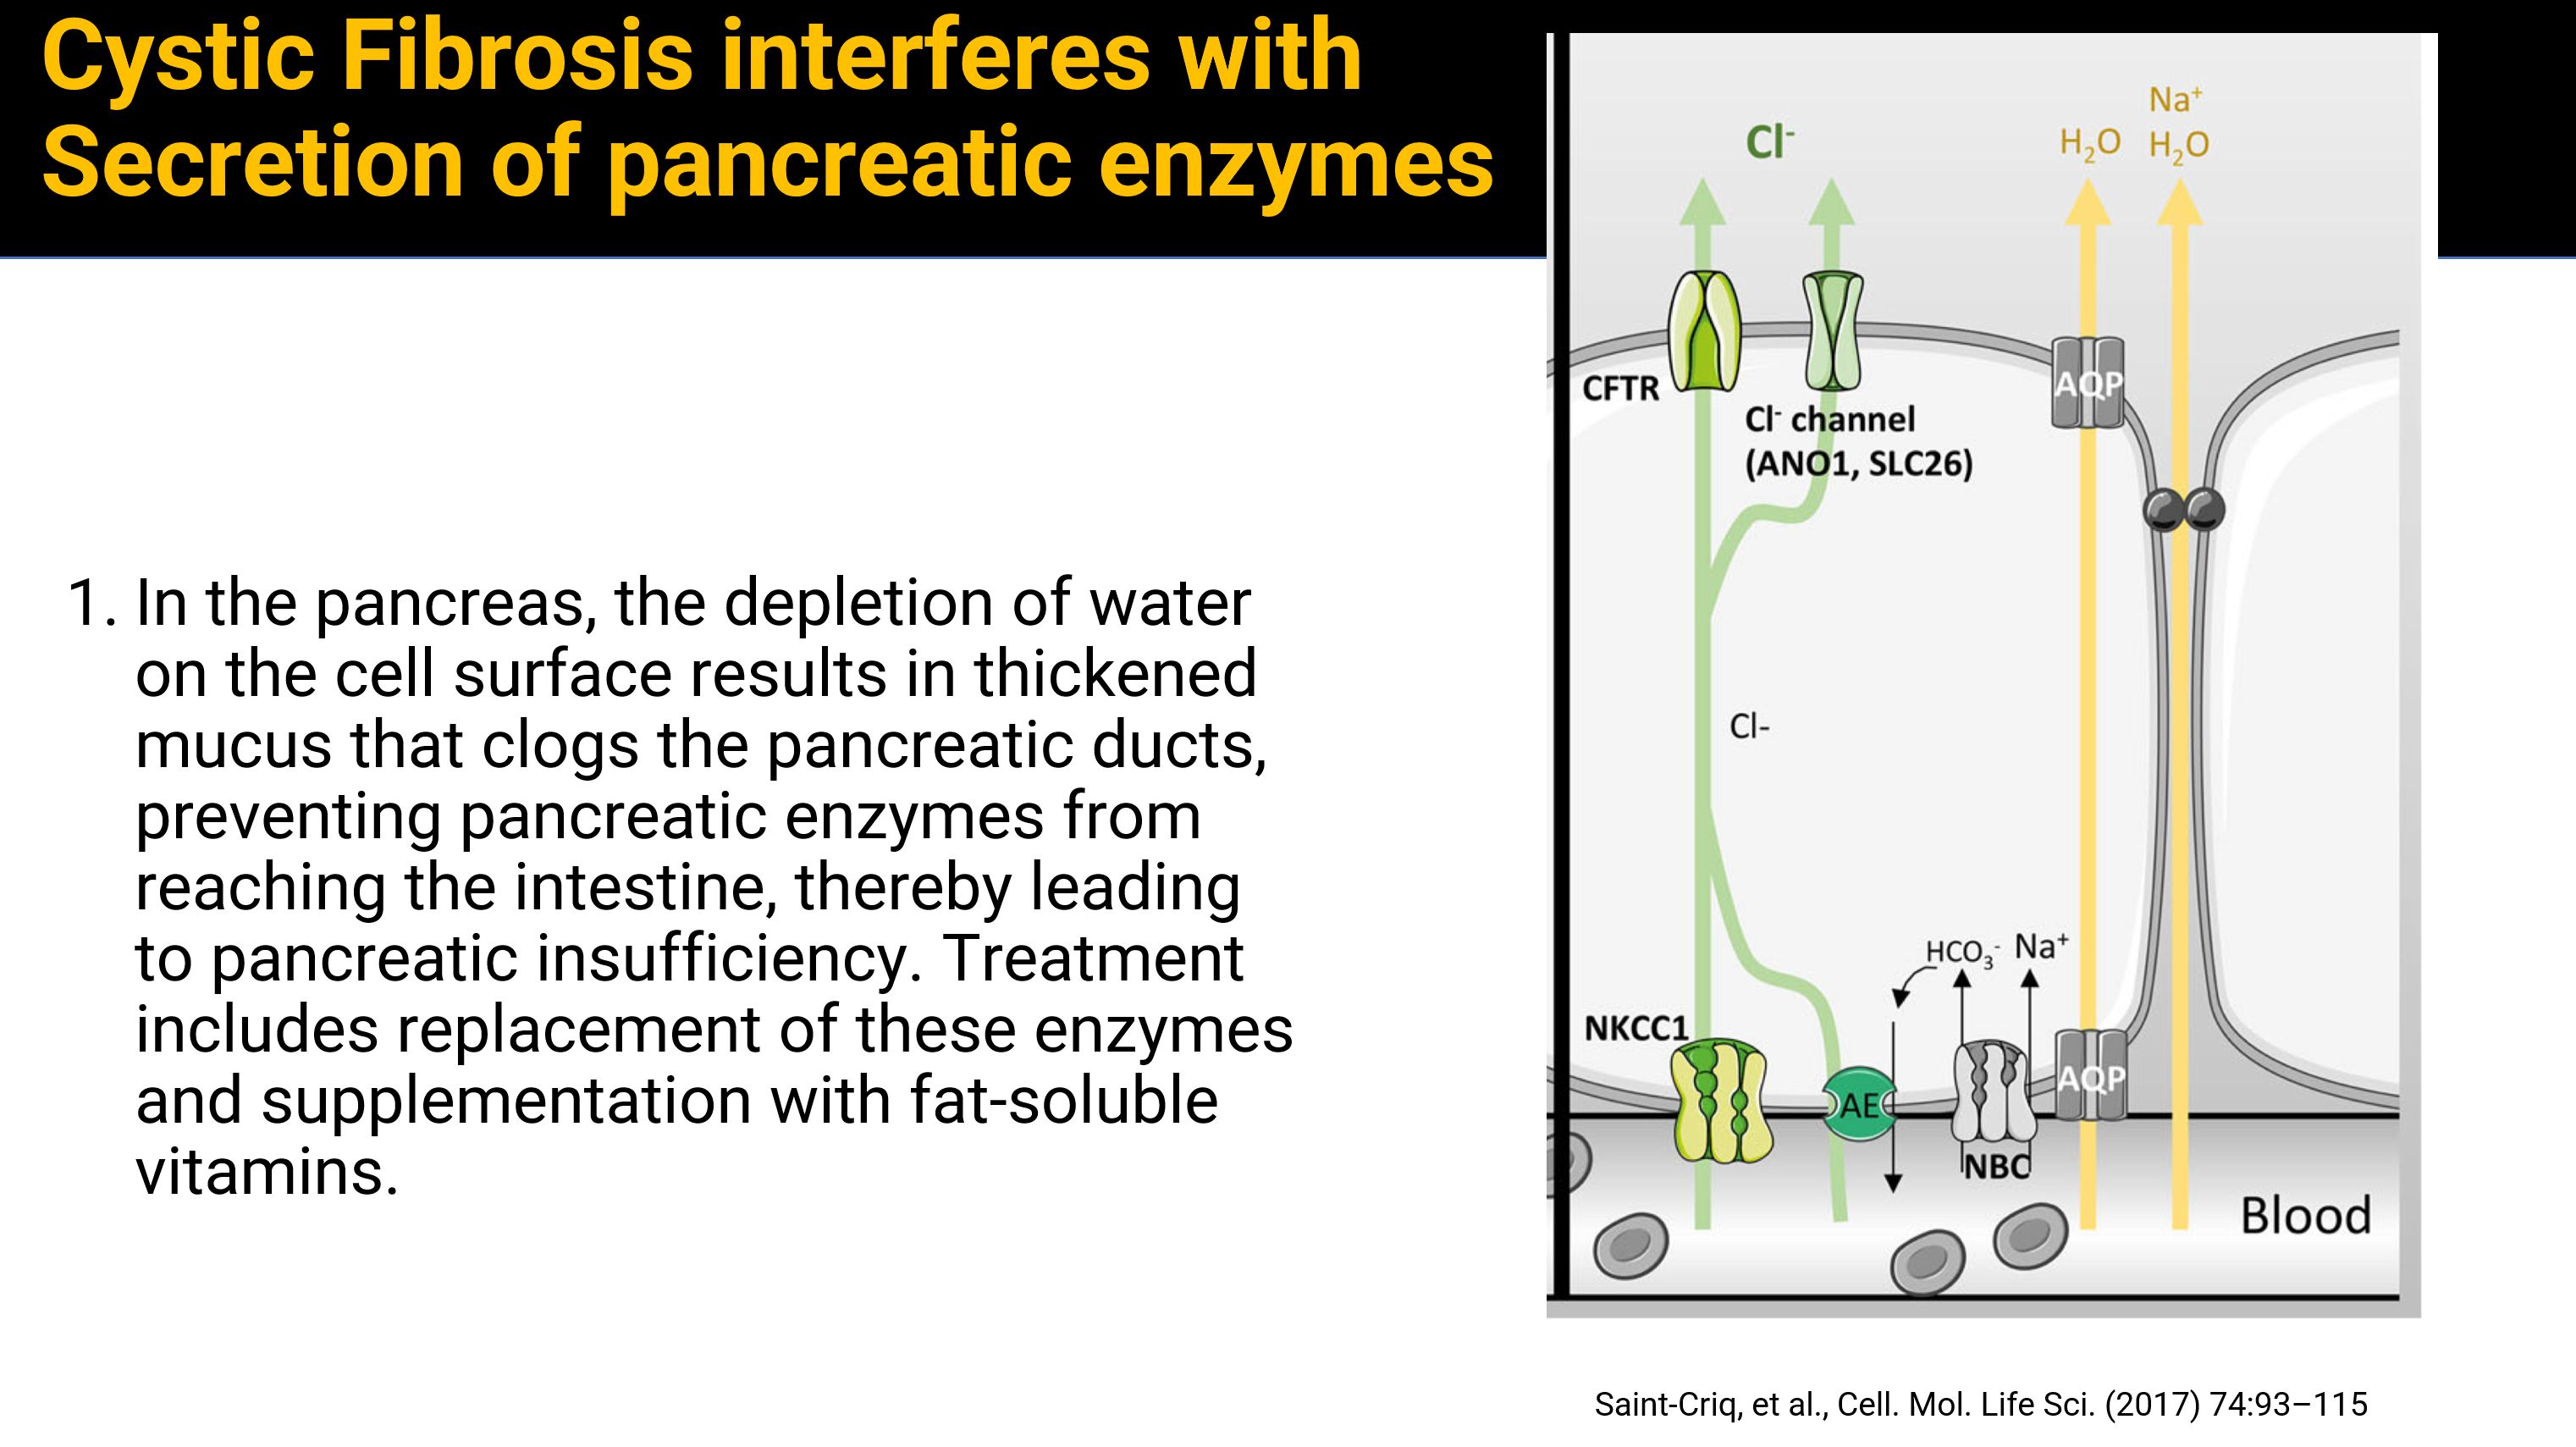 Cystic Fibrosis interferes with
Secretion of pancreatic enzymes
1. In the pancreas, the depletion of water
on the cell surface results in thickened
mucus that clogs the pancreatic ducts,
preventing pancreatic enzymes from
reaching the intestine, thereby leading
to pancreatic insufficiency. Treatment
includes replacement of these enzymes
and supplementation with fat-soluble
vitamins.
Cl⁻
Na⁺
H₂O H₂O
CFTR
Cl⁻ channel
(ANO1, SLC26)
AQP
Cl-
HCO₃⁻ Na⁺
NKCC1
AE
AQP
NBC
Blood
Saint-Criq, et al., Cell. Mol. Life Sci. (2017) 74:93–115